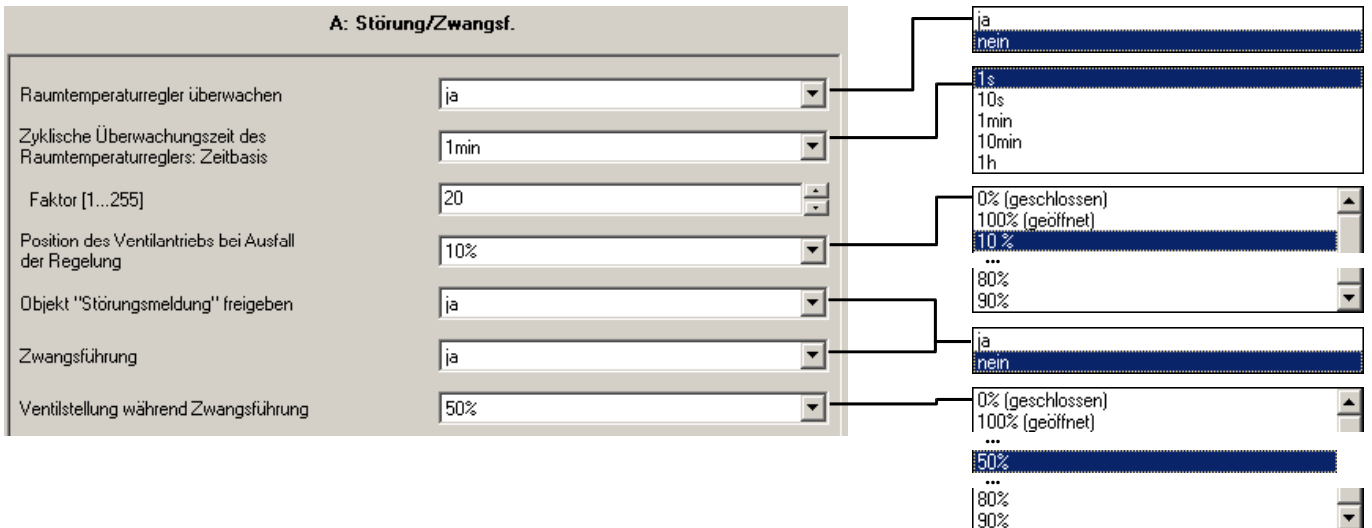 A: Störung/Zwangsf.
Raumtemperaturregler überwachen
ja
Zyklische Überwachungszeit des
Raumtemperaturreglers: Zeitbasis
1min
Faktor [1...255]
20
Position des Ventilantriebs bei Ausfall
der Regelung
10%
Objekt "Störungsmeldung" freigeben
ja
Zwangsführung
ja
Ventilstellung während Zwangsführung
50%
ja
nein
1s
10s
1min
10min
1h
0% (geschlossen)
100% (geöffnet)
10 %
...
80%
90%
ja
nein
0% (geschlossen)
100% (geöffnet)
...
50%
...
80%
90%